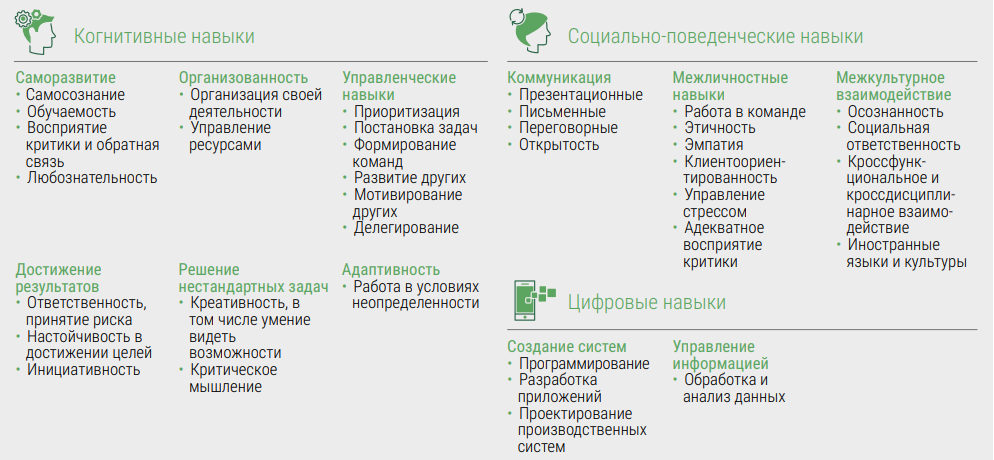 Когнитивные навыки
Саморазвитие
• Самосознание
• Обучаемость
• Восприятие
критики и обратная
связь
• Любознательность
Организованность
• Организация своей
деятельности
• Управление
ресурсами
Управленческие
навыки
• Приоритизация
• Постановка задач
• Формирование
команд
• Развитие других
• Мотивирование
других
• Делегирование
Достижение
результатов
• Ответственность,
принятие риска
• Настойчивость в
достижении целей
• Инициативность
Решение
нестандартных задач
• Креативность, в
том числе умение
видеть
возможности
• Критическое
мышление
Адаптивность
• Работа в условиях
неопределенности
Социально-поведенческие навыки
Коммуникация
• Презентационные
• Письменные
• Переговорные
• Открытость
Межличностные
навыки
• Работа в команде
• Этичность
• Эмпатия
• Клиентоориен-
тированность
• Управление
стрессом
• Адекватное
восприятие
критики
Межкультурное
взаимодействие
• Осознанность
• Социальная
ответственность
• Кроссфунк-
циональное и
кроссдисципли-
нарное взаимо-
действие
• Иностранные
языки и культуры
Цифровые навыки
Создание систем
• Программирование
• Разработка
приложений
• Проектирование
производственных
систем
Управление
информацией
• Обработка и
анализ данных